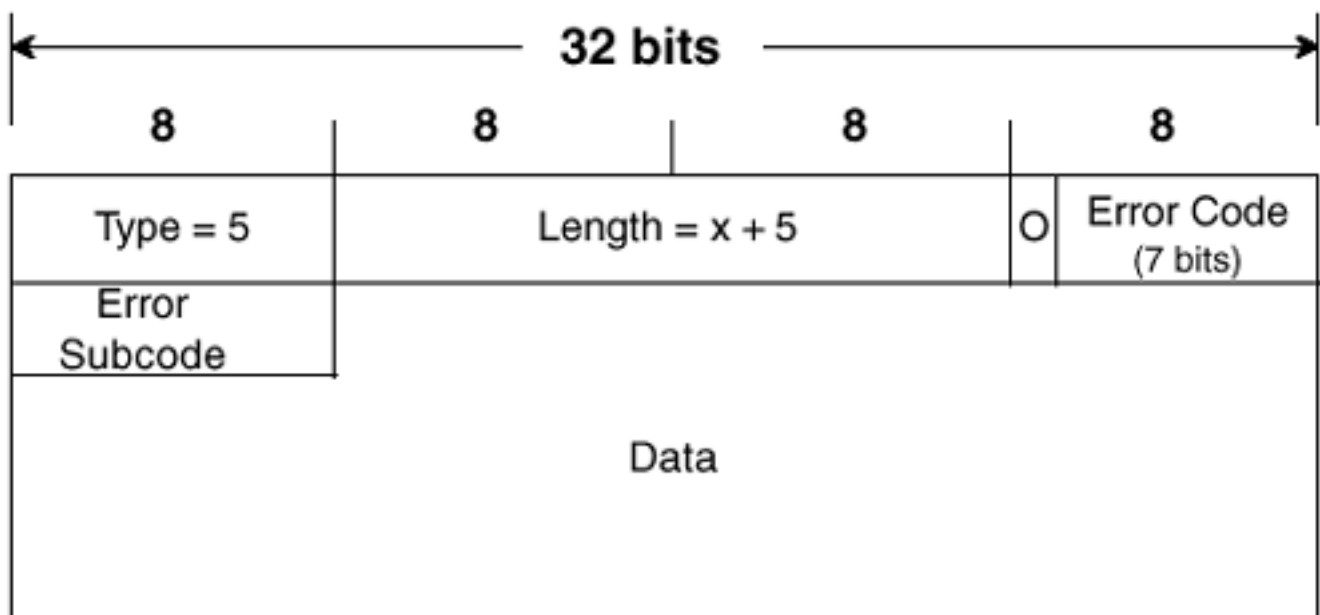 32 bits
8 8 8 8
Type = 5 Length = x + 5 O Error Code
(7 bits)
Error
Subcode
Data